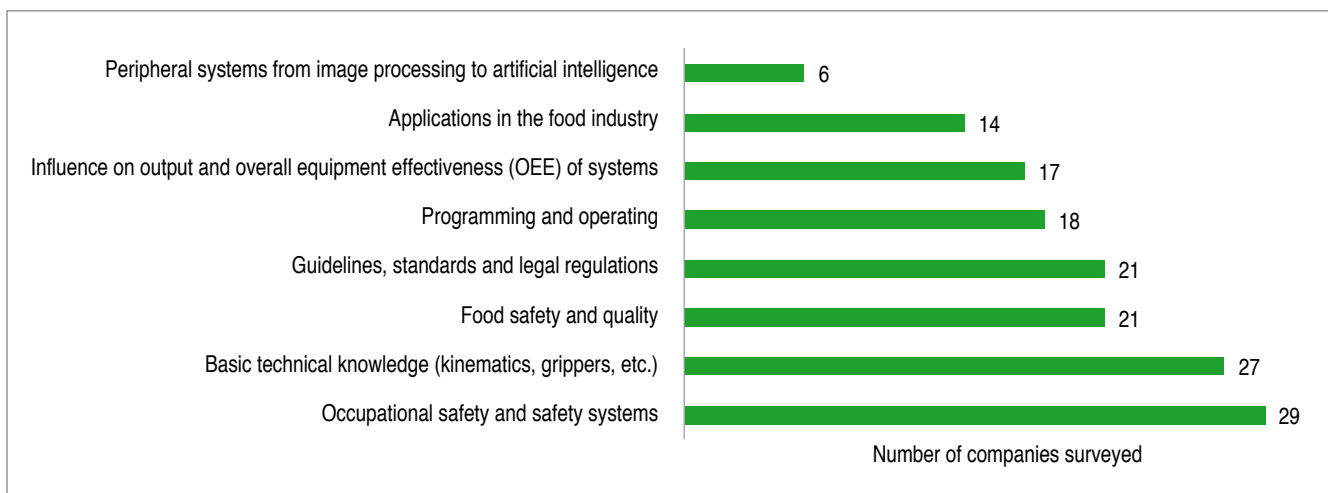 Peripheral systems from image processing to artificial intelligence 6
Applications in the food industry 14
Influence on output and overall equipment effectiveness (OEE) of systems 17
Programming and operating 18
Guidelines, standards and legal regulations 21
Food safety and quality 21
Basic technical knowledge (kinematics, grippers, etc.) 27
Occupational safety and safety systems 29
Number of companies surveyed